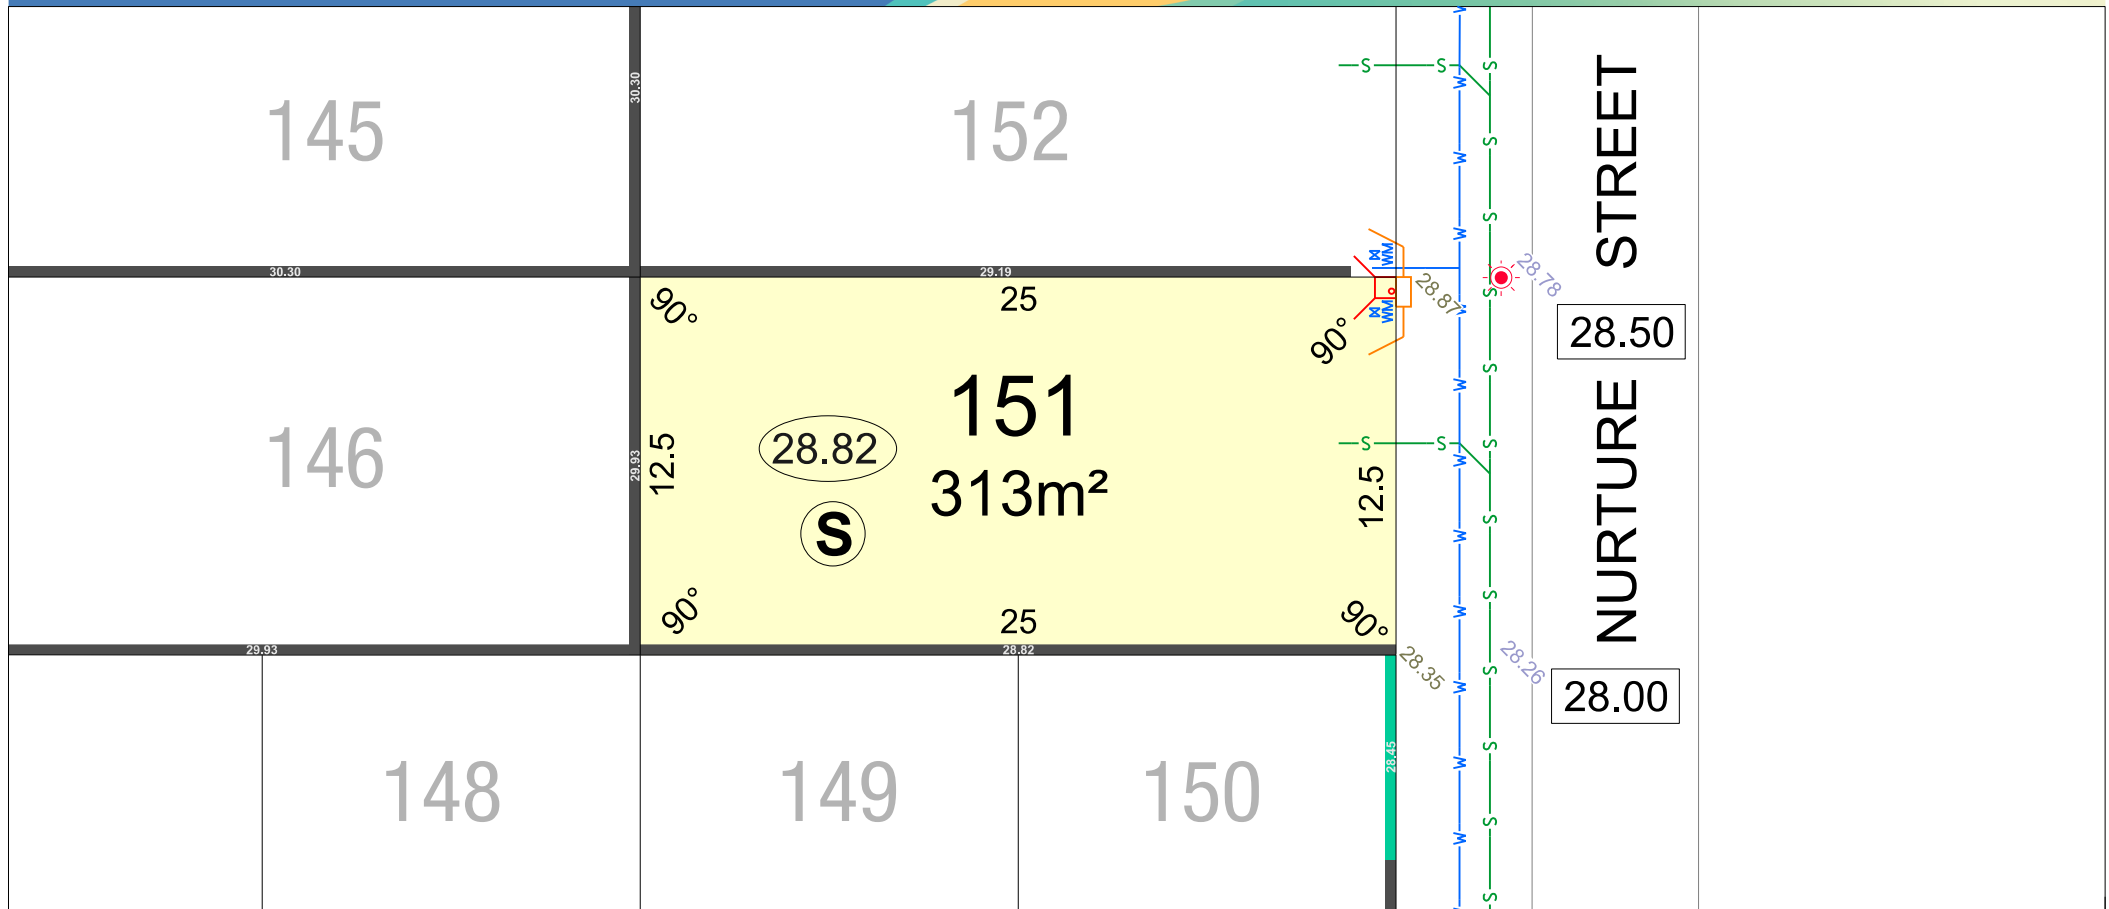 145
30.30
152
S S S
W
W
S
W
S
W
30.30
29.19
WM
WM
28.87
28.78
S
W
90°
25
90°
28.50
NURTURE STREET
146
29.93
12.5
151
28.82
313m²
S
12.5
W
S
S S S
W
S
W
S
W
90°
25
90°
29.93
28.82
28.35
28.26
S
W
28.00
148
149
150
28.45
S
W
S
W
S